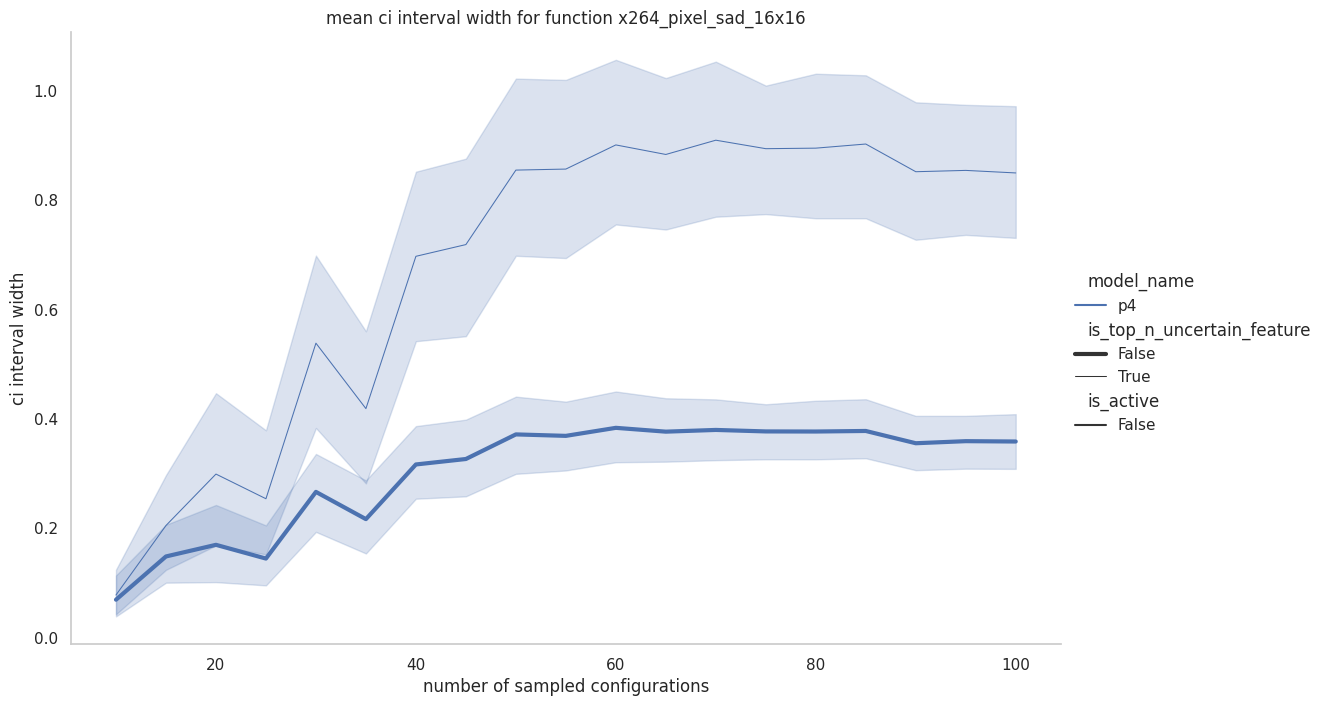 mean ci interval width for function x264_pixel_sad_16x16
1.0
0.8
0.6
0.4
0.2
0.0
ci interval width
20
40
60
80
100
number of sampled configurations
model_name
p4
is_top_n_uncertain_feature
False
True
is_active
False